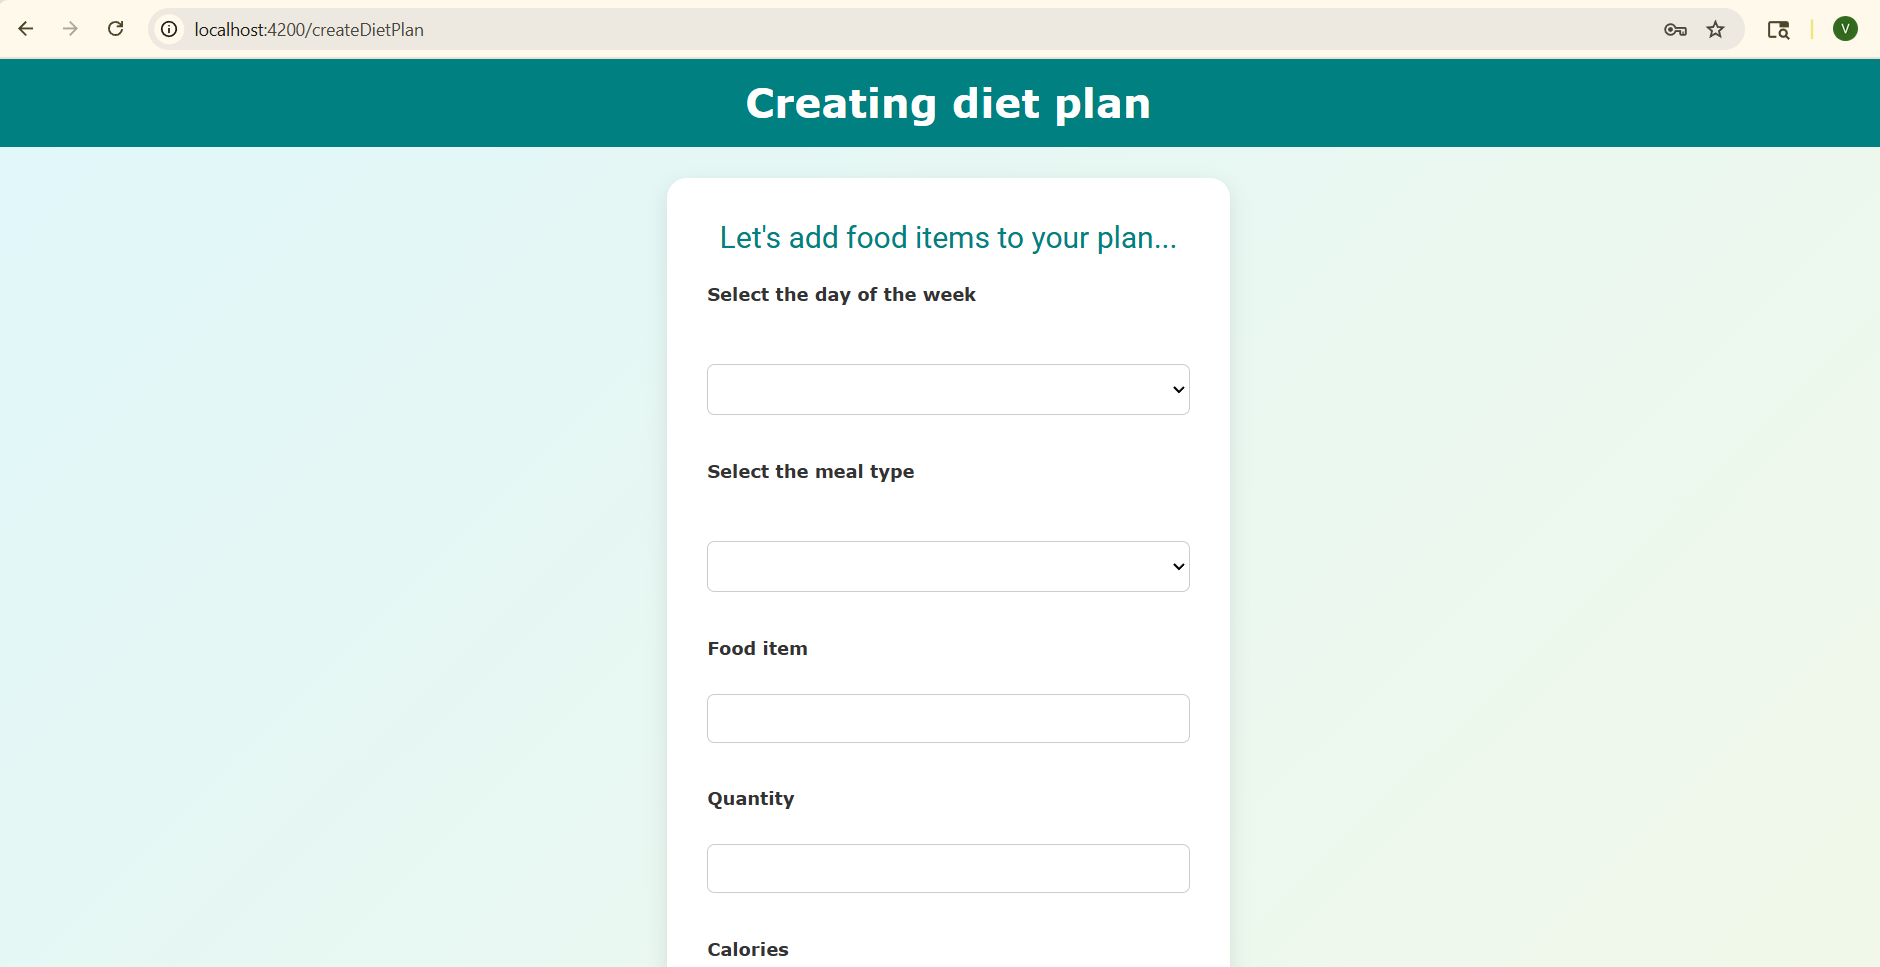 localhost:4200/createDietPlan
V
Creating diet plan
Let's add food items to your plan...
Select the day of the week
Select the meal type
Food item
Quantity
Calories